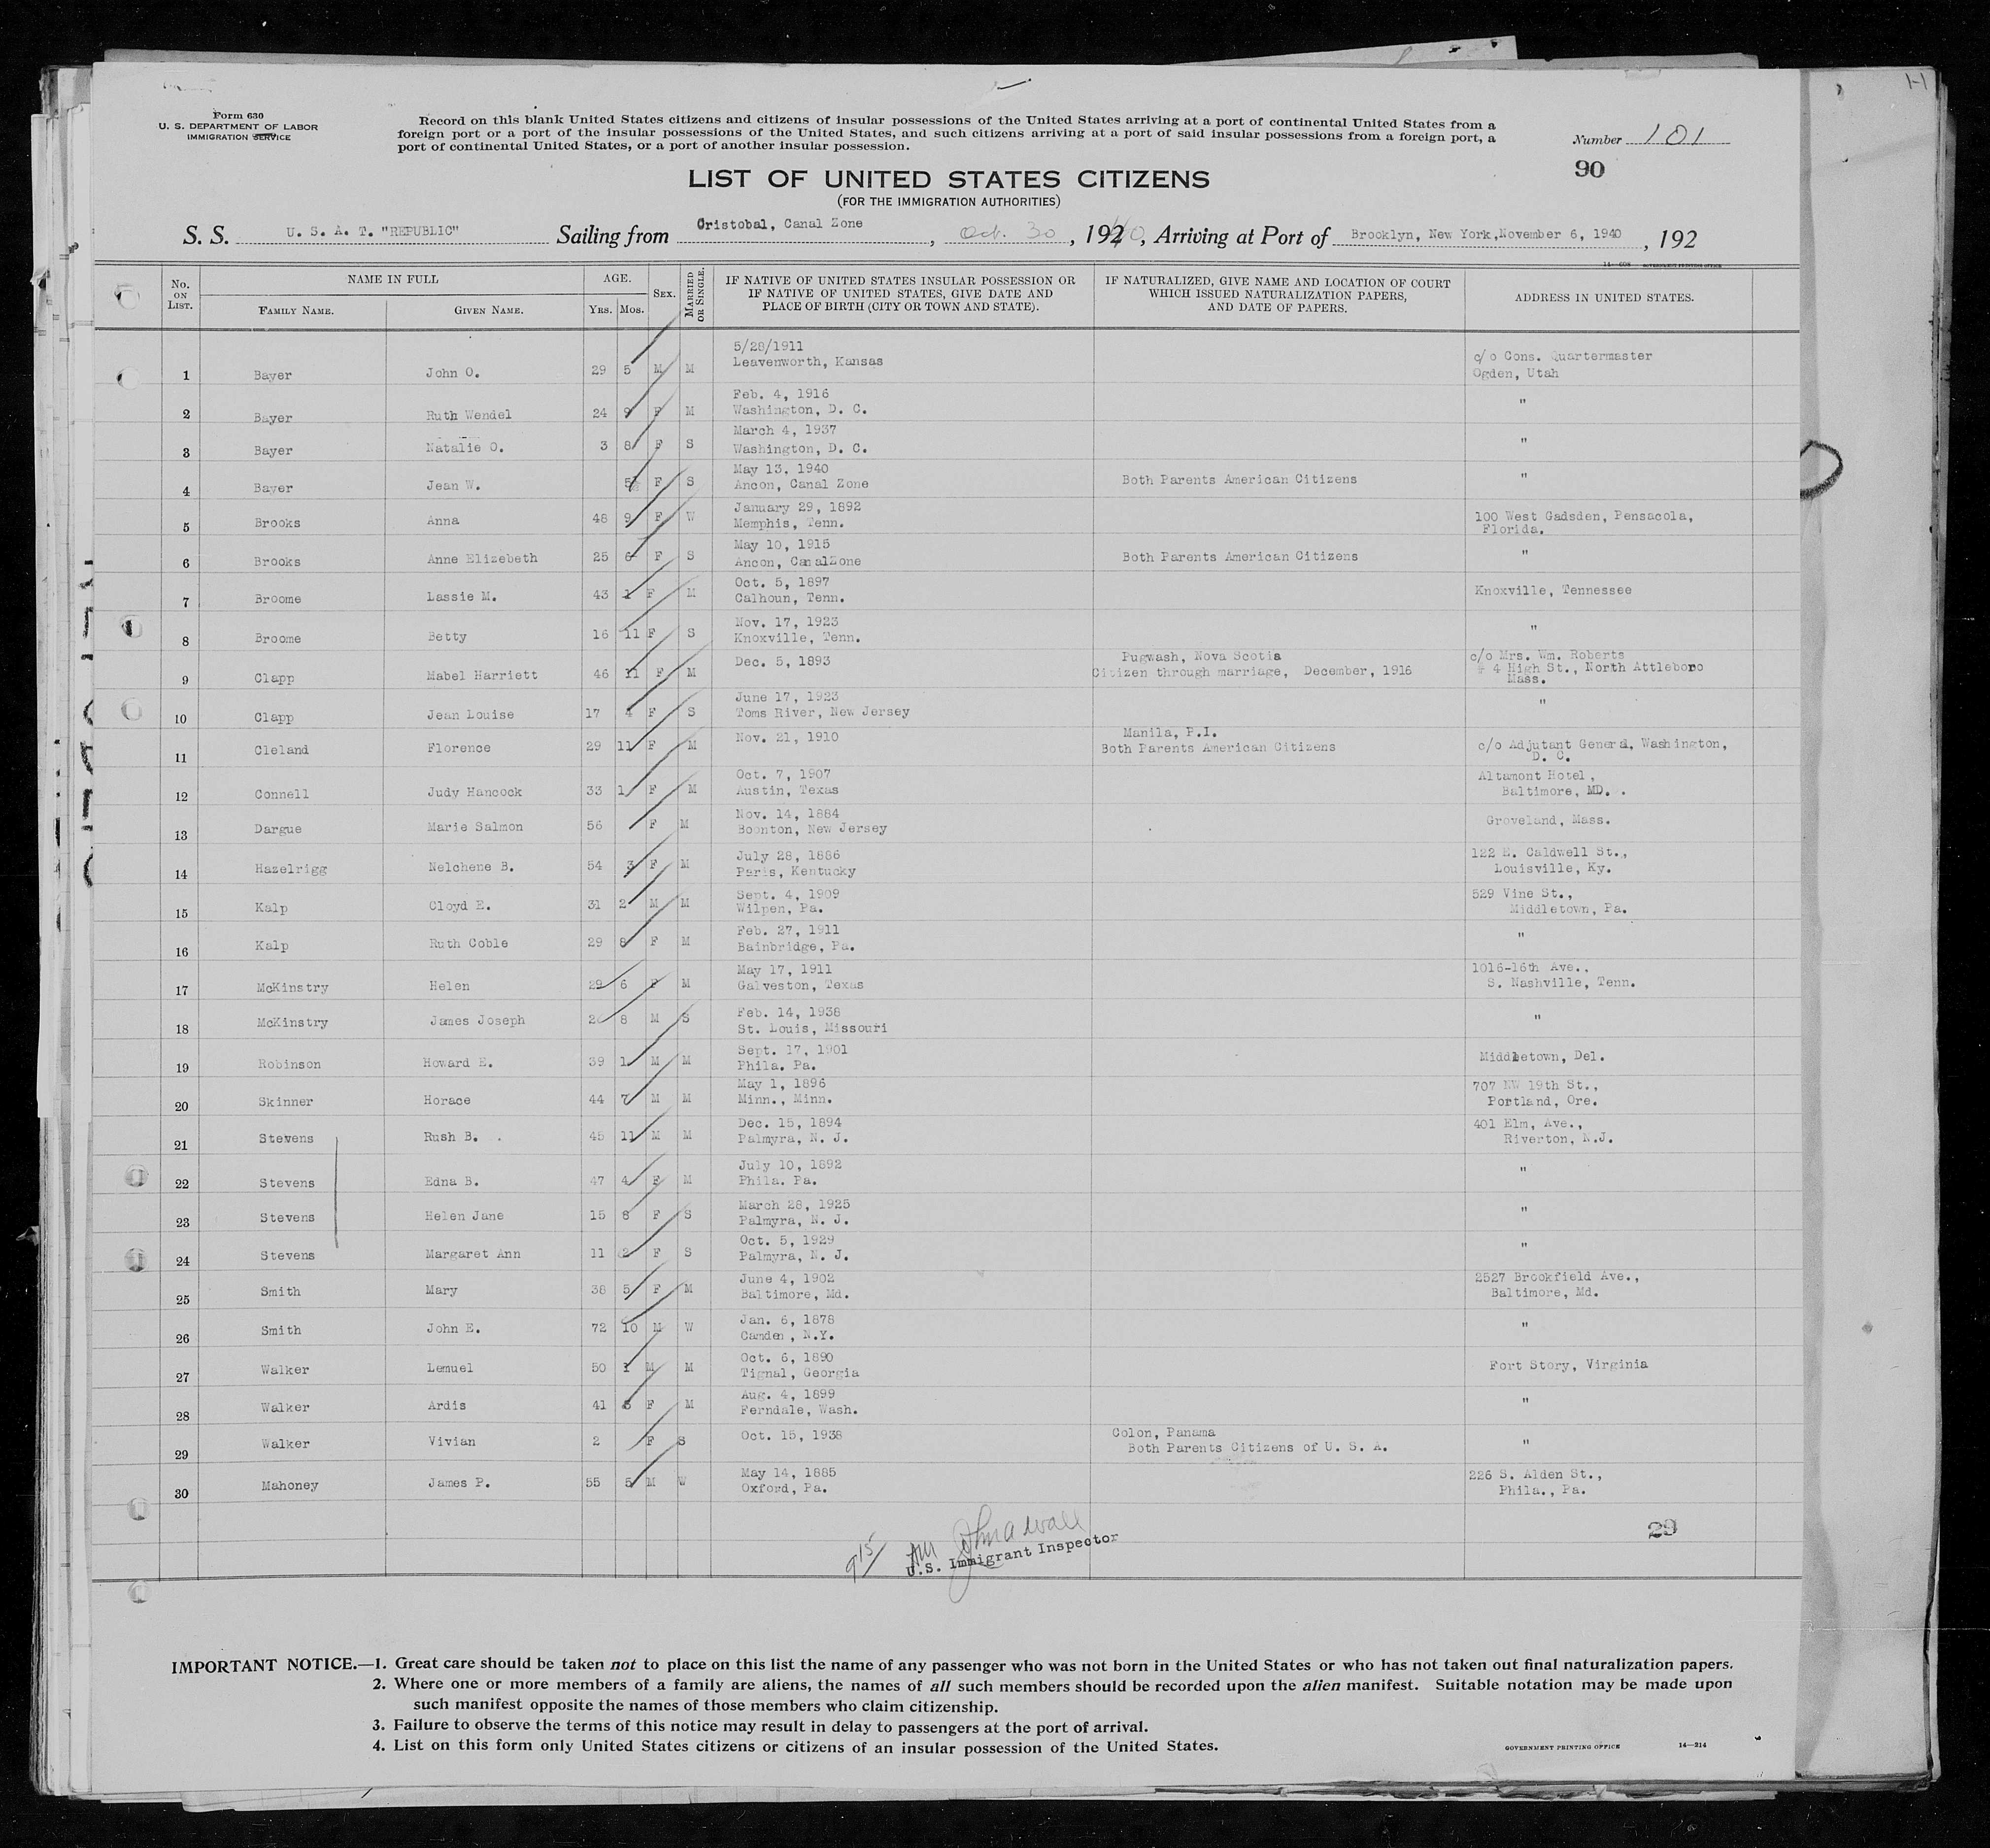 Form 630
U. S. DEPARTMENT OF LABOR
IMMIGRATION SERVICE
Record on this blank United States citizens and citizens of insular possessions of the United States arriving at a port of continental United States from a
foreign port or a port of the insular possessions of the United States, and such citizens arriving at a port of said insular possessions from a foreign port, a
port of continental United States, or a port of another insular possession.
Number 101
90
LIST OF UNITED STATES CITIZENS
(FOR THE IMMIGRATION AUTHORITIES)
S. S. U. S. A. T. "REPUBLIC" Sailing from Cristobal, Canal Zone, Oct. 30, 1940, Arriving at Port of Brooklyn, New York, November 6, 1940, 192
No. ON LIST. NAME IN FULL FAMILY NAME. GIVEN NAME. AGE. YRS. MOS. SEX. MARRIED OR SINGLE. IF NATIVE OF UNITED STATES INSULAR POSSESSION OR IF NATIVE OF UNITED STATES, GIVE DATE AND PLACE OF BIRTH (CITY OR TOWN AND STATE). IF NATURALIZED, GIVE NAME AND LOCATION OF COURT WHICH ISSUED NATURALIZATION PAPERS, AND DATE OF PAPERS. ADDRESS IN UNITED STATES.
1 Bayer John O. 29 5 M M 5/28/1911 Leavenworth, Kansas c/o Cons. Quartermaster Ogden, Utah
2 Bayer Ruth Wendel 24 9 F M Feb. 4, 1916 Washington, D. C. "
3 Bayer Natalie O. 3 8 F S March 4, 1937 Washington, D. C. "
4 Bayer Jean W. 5 F S May 13, 1940 Ancon, Canal Zone Both Parents American Citizens "
5 Brooks Anna 48 9 F W January 29, 1892 Memphis, Tenn. 100 West Gadsden, Pensacola, Florida.
6 Brooks Anne Elizebeth 25 6 F S May 10, 1915 Ancon, CanalZone Both Parents American Citizens "
7 Broome Lassie M. 43 1 F M Oct. 5, 1897 Calhoun, Tenn. Knoxville, Tennessee
8 Broome Betty 16 11 F S Nov. 17, 1923 Knoxville, Tenn. "
9 Clapp Mabel Harriett 46 11 F M Dec. 5, 1893 Pugwash, Nova Scotia Citizen through marriage, December, 1916 c/o Mrs. Wm. Roberts # 4 High St., North Attleboro Mass.
10 Clapp Jean Louise 17 4 F S June 17, 1923 Toms River, New Jersey "
11 Cleland Florence 29 11 F M Nov. 21, 1910 Manila, P.I. Both Parents American Citizens c/o Adjutant General, Washington, D. C.
12 Connell Judy Hancock 33 1 F M Oct. 7, 1907 Austin, Texas Altamont Hotel, Baltimore, MD.
13 Dargue Marie Salmon 56 F M Nov. 14, 1884 Boonton, New Jersey Groveland, Mass.
14 Hazelrigg Nelchene B. 54 3 F M July 28, 1886 Paris, Kentucky 122 E. Caldwell St., Louisville, Ky.
15 Kalp Cloyd E. 31 2 M M Sept. 4, 1909 Wilpen, Pa. 529 Vine St., Middletown, Pa.
16 Kalp Ruth Coble 29 8 F M Feb. 27, 1911 Bainbridge, Pa. "
17 McKinstry Helen 29 6 F M May 17, 1911 Galveston, Texas 1016-16th Ave., S. Nashville, Tenn.
18 McKinstry James Joseph 2 8 M S Feb. 14, 1938 St. Louis, Missouri "
19 Robinson Howard E. 39 1 M M Sept. 17, 1901 Phila. Pa. Middletown, Del.
20 Skinner Horace 44 7 M M May 1, 1896 Minn., Minn. 707 NW 19th St., Portland, Ore.
21 Stevens Rush B. 45 11 M M Dec. 15, 1894 Palmyra, N. J. 401 Elm, Ave., Riverton, N.J.
22 Stevens Edna B. 47 4 F M July 10, 1892 Phila. Pa. "
23 Stevens Helen Jane 15 8 F S March 28, 1925 Palmyra, N. J. "
24 Stevens Margaret Ann 11 2 F S Oct. 5, 1929 Palmyra, N. J. "
25 Smith Mary 38 5 F M June 4, 1902 Baltimore, Md. 2527 Brookfield Ave., Baltimore, Md.
26 Smith John E. 72 10 M W Jan. 6, 1878 Camden, N.Y. "
27 Walker Lemuel 50 1 M M Oct. 6, 1890 Tignal, Georgia Fort Story, Virginia
28 Walker Ardis 41 3 F M Aug. 4, 1899 Ferndale, Wash. "
29 Walker Vivian 2 F S Oct. 15, 1938 Colon, Panama Both Parents Citizens of U. S. A. "
30 Mahoney James P. 55 5 M W May 14, 1885 Oxford, Pa. 226 S. Alden St., Phila., Pa.
29
9 15/ AM
U.S. Immigrant Inspector
IMPORTANT NOTICE.—1. Great care should be taken not to place on this list the name of any passenger who was not born in the United States or who has not taken out final naturalization papers.
2. Where one or more members of a family are aliens, the names of all such members should be recorded upon the alien manifest. Suitable notation may be made upon
such manifest opposite the names of those members who claim citizenship.
3. Failure to observe the terms of this notice may result in delay to passengers at the port of arrival.
4. List on this form only United States citizens or citizens of an insular possession of the United States.
GOVERNMENT PRINTING OFFICE 14—214